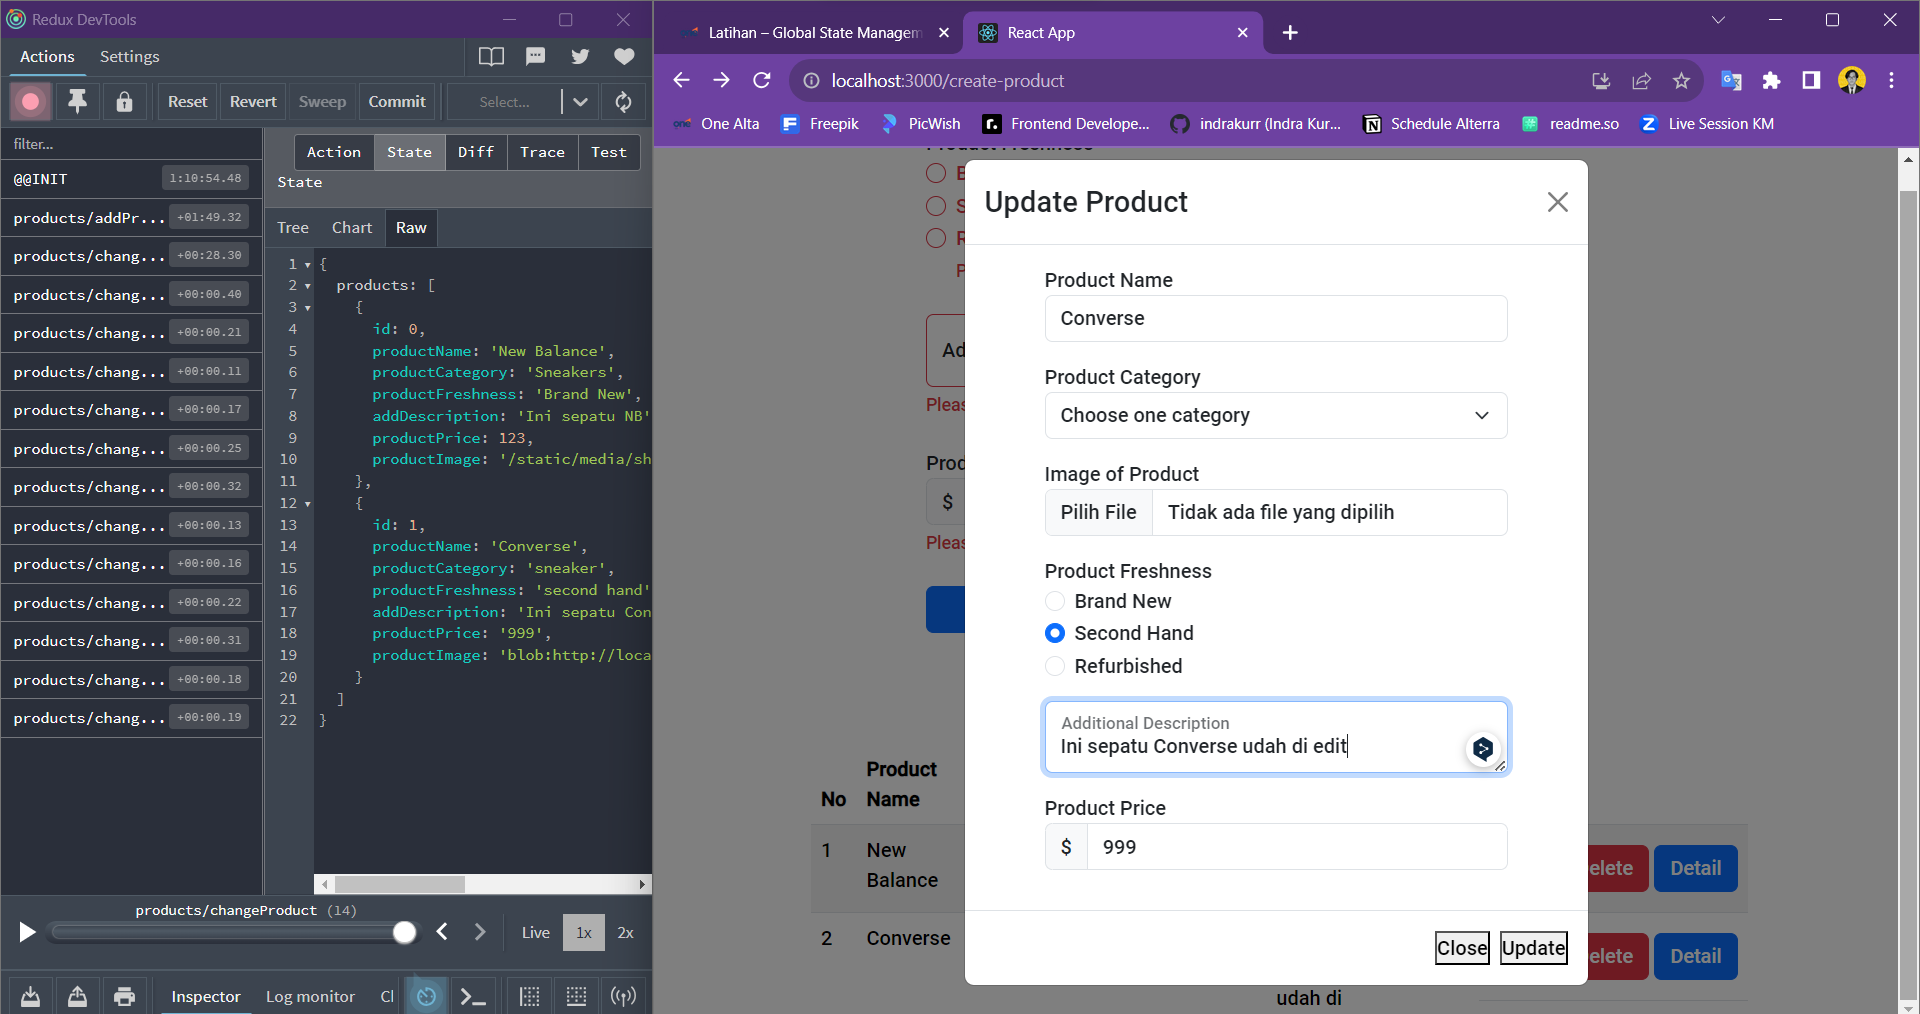 Redux DevTools
Actions
Settings
Reset
Revert
Sweep
Commit
Select...
filter...
@@INIT
1:10:54.48
products/addPr...
+01:49.32
products/chang...
+00:28.30
products/chang...
+00:00.40
products/chang...
+00:00.21
products/chang...
+00:00.11
products/chang...
+00:00.17
products/chang...
+00:00.25
products/chang...
+00:00.32
products/chang...
+00:00.13
products/chang...
+00:00.16
products/chang...
+00:00.22
products/chang...
+00:00.31
products/chang...
+00:00.18
products/chang...
+00:00.19
Action
State
Diff
Trace
Test
State
Tree
Chart
Raw
1 {
2 products: [
3 {
4 id: 0,
5 productName: 'New Balance',
6 productCategory: 'Sneakers',
7 productFreshness: 'Brand New',
8 addDescription: 'Ini sepatu NB'
9 productPrice: 123,
10 productImage: '/static/media/sh
11 },
12 {
13 id: 1,
14 productName: 'Converse',
15 productCategory: 'sneaker',
16 productFreshness: 'second hand'
17 addDescription: 'Ini sepatu Con
18 productPrice: '999',
19 productImage: 'blob:http://loca
20 }
21 ]
22 }
products/changeProduct (14)
Live
1x
2x
Inspector
Log monitor
Cl
Latihan – Global State Managem
React App
localhost:3000/create-product
One Alta
Freepik
PicWish
Frontend Develope...
indrakurr (Indra Kur...
Schedule Alterra
readme.so
Live Session KM
Product Freshness
B
S
R
P
Ad
Pleas
Prod
$
Pleas
No
Product
Name
1
New
Balance
elete
Detail
2
Converse
elete
Detail
udah di
Update Product
Product Name
Converse
Product Category
Choose one category
Image of Product
Pilih File
Tidak ada file yang dipilih
Product Freshness
Brand New
Second Hand
Refurbished
Additional Description
Ini sepatu Converse udah di edit
Product Price
$
999
Close
Update